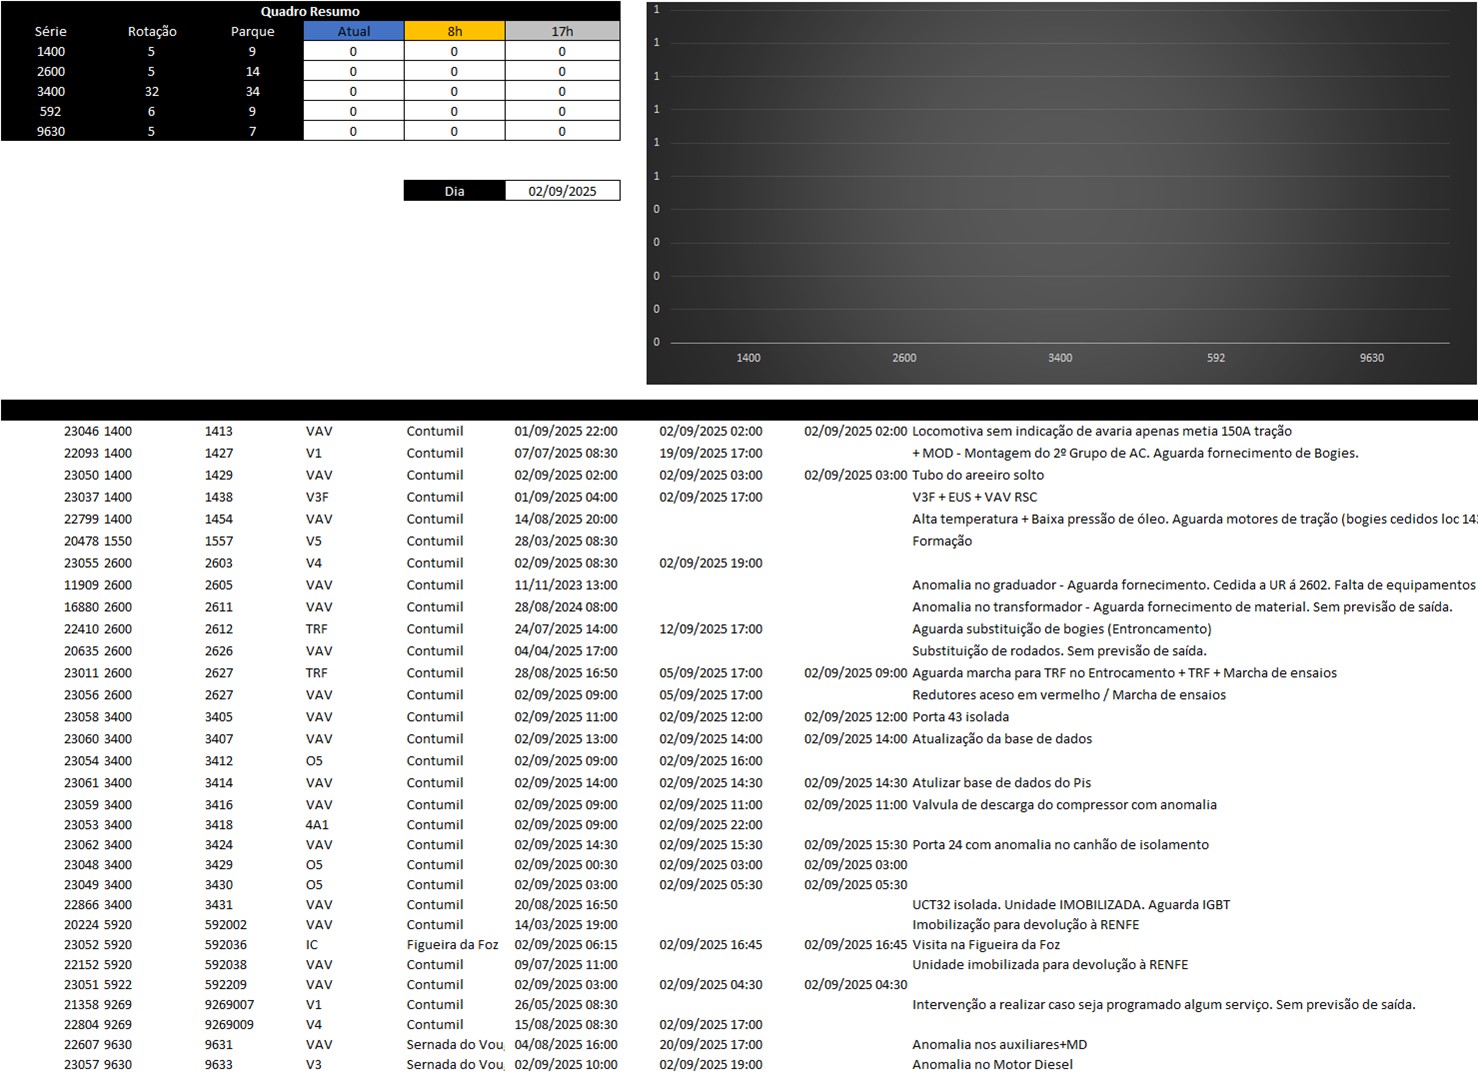 Quadro Resumo
Série Rotação Parque Atual 8h 17h
1400 5 9 0 0 0
2600 5 14 0 0 0
3400 32 34 0 0 0
592 6 9 0 0 0
9630 5 7 0 0 0
Dia 02/09/2025
1
1
1
1
1
1
0
0
0
0
0
1400 2600 3400 592 9630
23046 1400 1413 VAV Contumil 01/09/2025 22:00 02/09/2025 02:00 02/09/2025 02:00 Locomotiva sem indicação de avaria apenas metia 150A tração
22093 1400 1427 V1 Contumil 07/07/2025 08:30 19/09/2025 17:00 + MOD - Montagem do 2º Grupo de AC. Aguarda fornecimento de Bogies.
23050 1400 1429 VAV Contumil 02/09/2025 02:00 02/09/2025 03:00 02/09/2025 03:00 Tubo do areeiro solto
23037 1400 1438 V3F Contumil 01/09/2025 04:00 02/09/2025 17:00 V3F + EUS + VAV RSC
22799 1400 1454 VAV Contumil 14/08/2025 20:00 Alta temperatura + Baixa pressão de óleo. Aguarda motores de tração (bogies cedidos loc 143
20478 1550 1557 V5 Contumil 28/03/2025 08:30 Formação
23055 2600 2603 V4 Contumil 02/09/2025 08:30 02/09/2025 19:00
11909 2600 2605 VAV Contumil 11/11/2023 13:00 Anomalia no graduador - Aguarda fornecimento. Cedida a UR á 2602. Falta de equipamentos
16880 2600 2611 VAV Contumil 28/08/2024 08:00 Anomalia no transformador - Aguarda fornecimento de material. Sem previsão de saída.
22410 2600 2612 TRF Contumil 24/07/2025 14:00 12/09/2025 17:00 Aguarda substituição de bogies (Entroncamento)
20635 2600 2626 VAV Contumil 04/04/2025 17:00 Substituição de rodados. Sem previsão de saída.
23011 2600 2627 TRF Contumil 28/08/2025 16:50 05/09/2025 17:00 02/09/2025 09:00 Aguarda marcha para TRF no Entrocamento + TRF + Marcha de ensaios
23056 2600 2627 VAV Contumil 02/09/2025 09:00 05/09/2025 17:00 Redutores aceso em vermelho / Marcha de ensaios
23058 3400 3405 VAV Contumil 02/09/2025 11:00 02/09/2025 12:00 02/09/2025 12:00 Porta 43 isolada
23060 3400 3407 VAV Contumil 02/09/2025 13:00 02/09/2025 14:00 02/09/2025 14:00 Atualização da base de dados
23054 3400 3412 O5 Contumil 02/09/2025 09:00 02/09/2025 16:00
23061 3400 3414 VAV Contumil 02/09/2025 14:00 02/09/2025 14:30 02/09/2025 14:30 Atulizar base de dados do Pis
23059 3400 3416 VAV Contumil 02/09/2025 09:00 02/09/2025 11:00 02/09/2025 11:00 Valvula de descarga do compressor com anomalia
23053 3400 3418 4A1 Contumil 02/09/2025 09:00 02/09/2025 22:00
23062 3400 3424 VAV Contumil 02/09/2025 14:30 02/09/2025 15:30 02/09/2025 15:30 Porta 24 com anomalia no canhão de isolamento
23048 3400 3429 O5 Contumil 02/09/2025 00:30 02/09/2025 03:00 02/09/2025 03:00
23049 3400 3430 O5 Contumil 02/09/2025 03:00 02/09/2025 05:30 02/09/2025 05:30
22866 3400 3431 VAV Contumil 20/08/2025 16:50 UCT32 isolada. Unidade IMOBILIZADA. Aguarda IGBT
20224 5920 592002 VAV Contumil 14/03/2025 19:00 Imobilização para devolução à RENFE
23052 5920 592036 IC Figueira da Foz 02/09/2025 06:15 02/09/2025 16:45 02/09/2025 16:45 Visita na Figueira da Foz
22152 5920 592038 VAV Contumil 09/07/2025 11:00 Unidade imobilizada para devolução à RENFE
23051 5922 592209 VAV Contumil 02/09/2025 03:00 02/09/2025 04:30 02/09/2025 04:30
21358 9269 9269007 V1 Contumil 26/05/2025 08:30 Intervenção a realizar caso seja programado algum serviço. Sem previsão de saída.
22804 9269 9269009 V4 Contumil 15/08/2025 08:30 02/09/2025 17:00
22607 9630 9631 VAV Sernada do Vou 04/08/2025 16:00 20/09/2025 17:00 Anomalia nos auxiliares+MD
23057 9630 9633 V3 Sernada do Vou 02/09/2025 10:00 02/09/2025 19:00 Anomalia no Motor Diesel